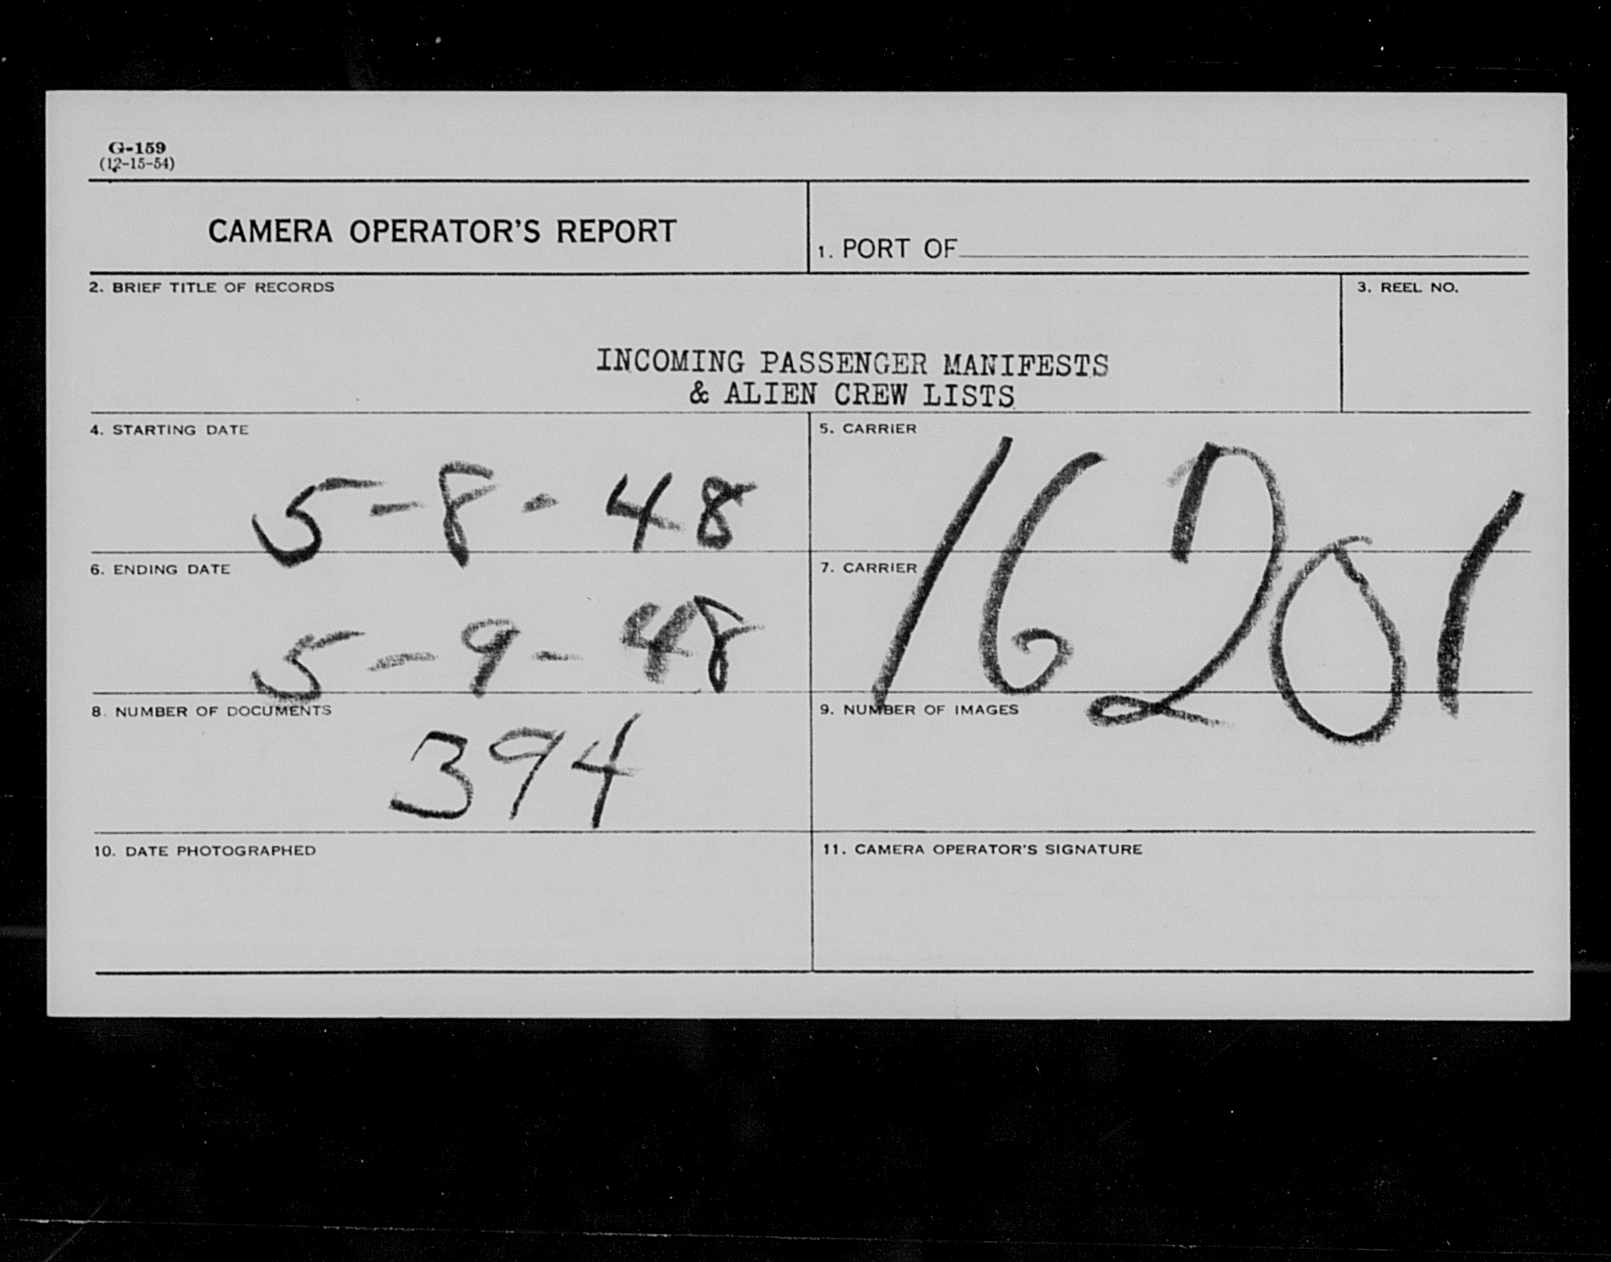 G-159
(12-15-54)
CAMERA OPERATOR'S REPORT
1. PORT OF
2. BRIEF TITLE OF RECORDS
3. REEL NO.
INCOMING PASSENGER MANIFESTS
& ALIEN CREW LISTS
4. STARTING DATE
5-8-48
5. CARRIER
16201
6. ENDING DATE
5-9-48
7. CARRIER
8. NUMBER OF DOCUMENTS
394
9. NUMBER OF IMAGES
10. DATE PHOTOGRAPHED
11. CAMERA OPERATOR'S SIGNATURE